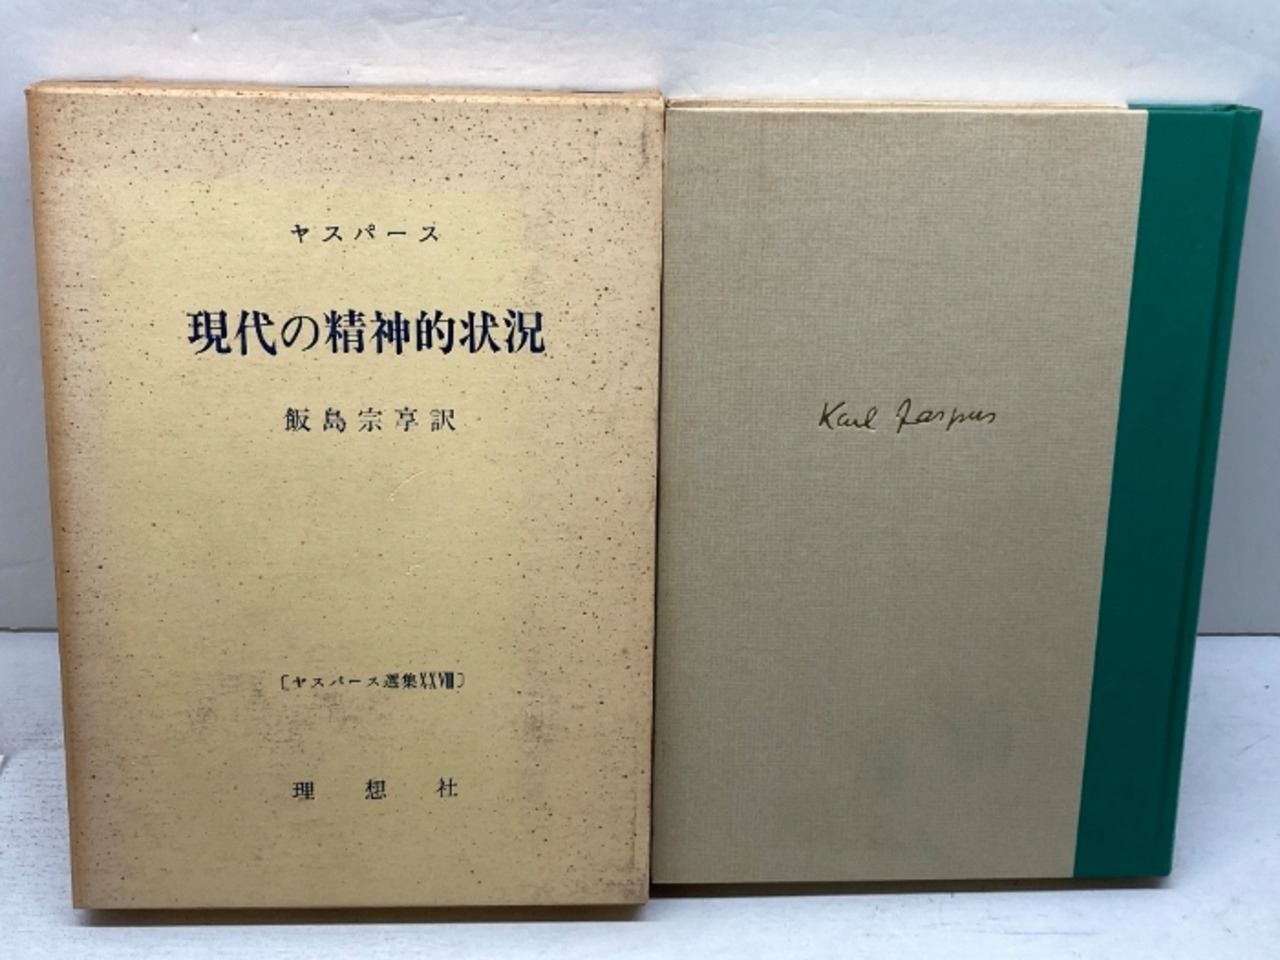 ヤスパース
現代の精神的状況
飯島宗享訳
〔ヤスパース選集XXVIII〕
理想社
Karl Jaspers